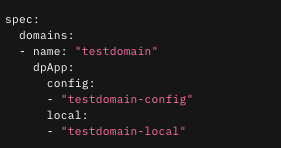 spec:
  domains:
  - name: "testdomain"
    dpApp:
      config:
      - "testdomain-config"
      local:
      - "testdomain-local"